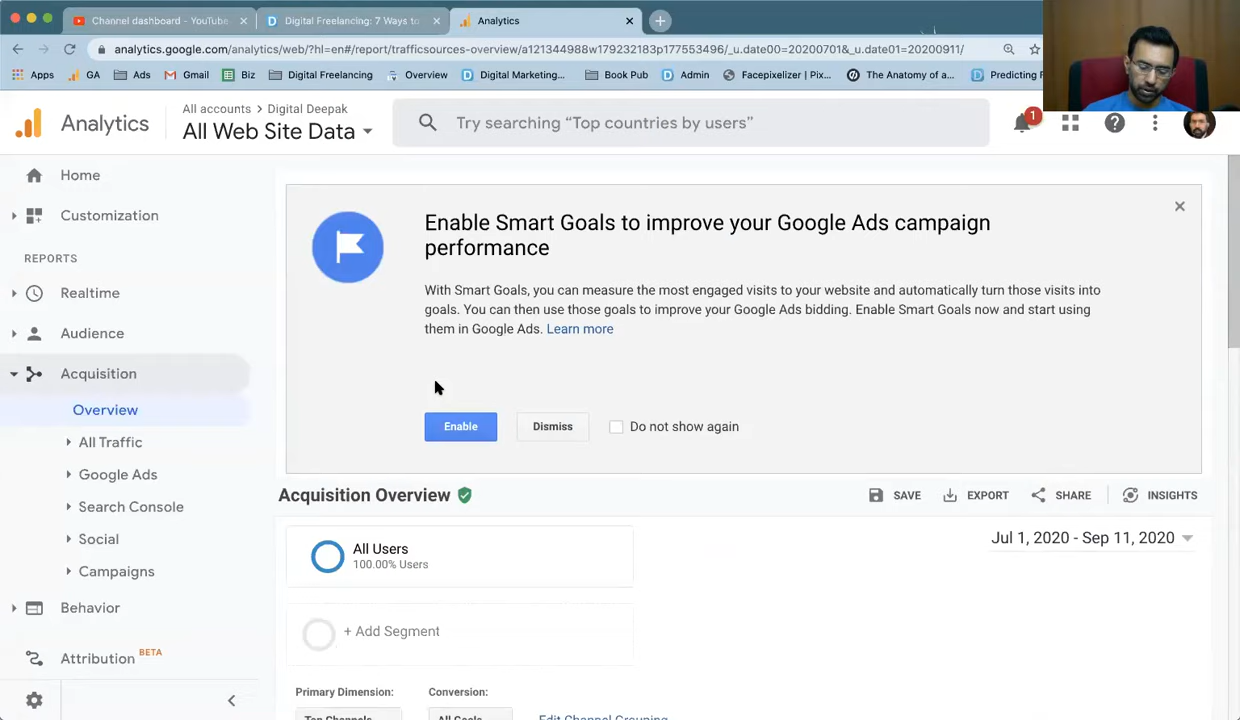 Channel dashboard - YouTube
Digital Freelancing: 7 Ways to
Analytics
analytics.google.com/analytics/web/?hl=en#/report/trafficsources-overview/a121344988w179232183p177553496/_u.date00=20200701&_u.date01=20200911/
Apps
GA
Ads
Gmail
Biz
Digital Freelancing
Overview
Digital Marketing...
Book Pub
Admin
Facepixelizer | Pix...
The Anatomy of a...
Predicting
Analytics
All accounts > Digital Deepak
All Web Site Data
Try searching “Top countries by users”
1
Home
Customization
REPORTS
Realtime
Audience
Acquisition
Overview
All Traffic
Google Ads
Search Console
Social
Campaigns
Behavior
Attribution BETA
Enable Smart Goals to improve your Google Ads campaign
performance
With Smart Goals, you can measure the most engaged visits to your website and automatically turn those visits into
goals. You can then use those goals to improve your Google Ads bidding. Enable Smart Goals now and start using
them in Google Ads. Learn more
Enable
Dismiss
Do not show again
Acquisition Overview
SAVE
EXPORT
SHARE
INSIGHTS
All Users
100.00% Users
Jul 1, 2020 - Sep 11, 2020
+ Add Segment
Primary Dimension:
Conversion:
Top Channels
All Goals
Edit Channel Grouping